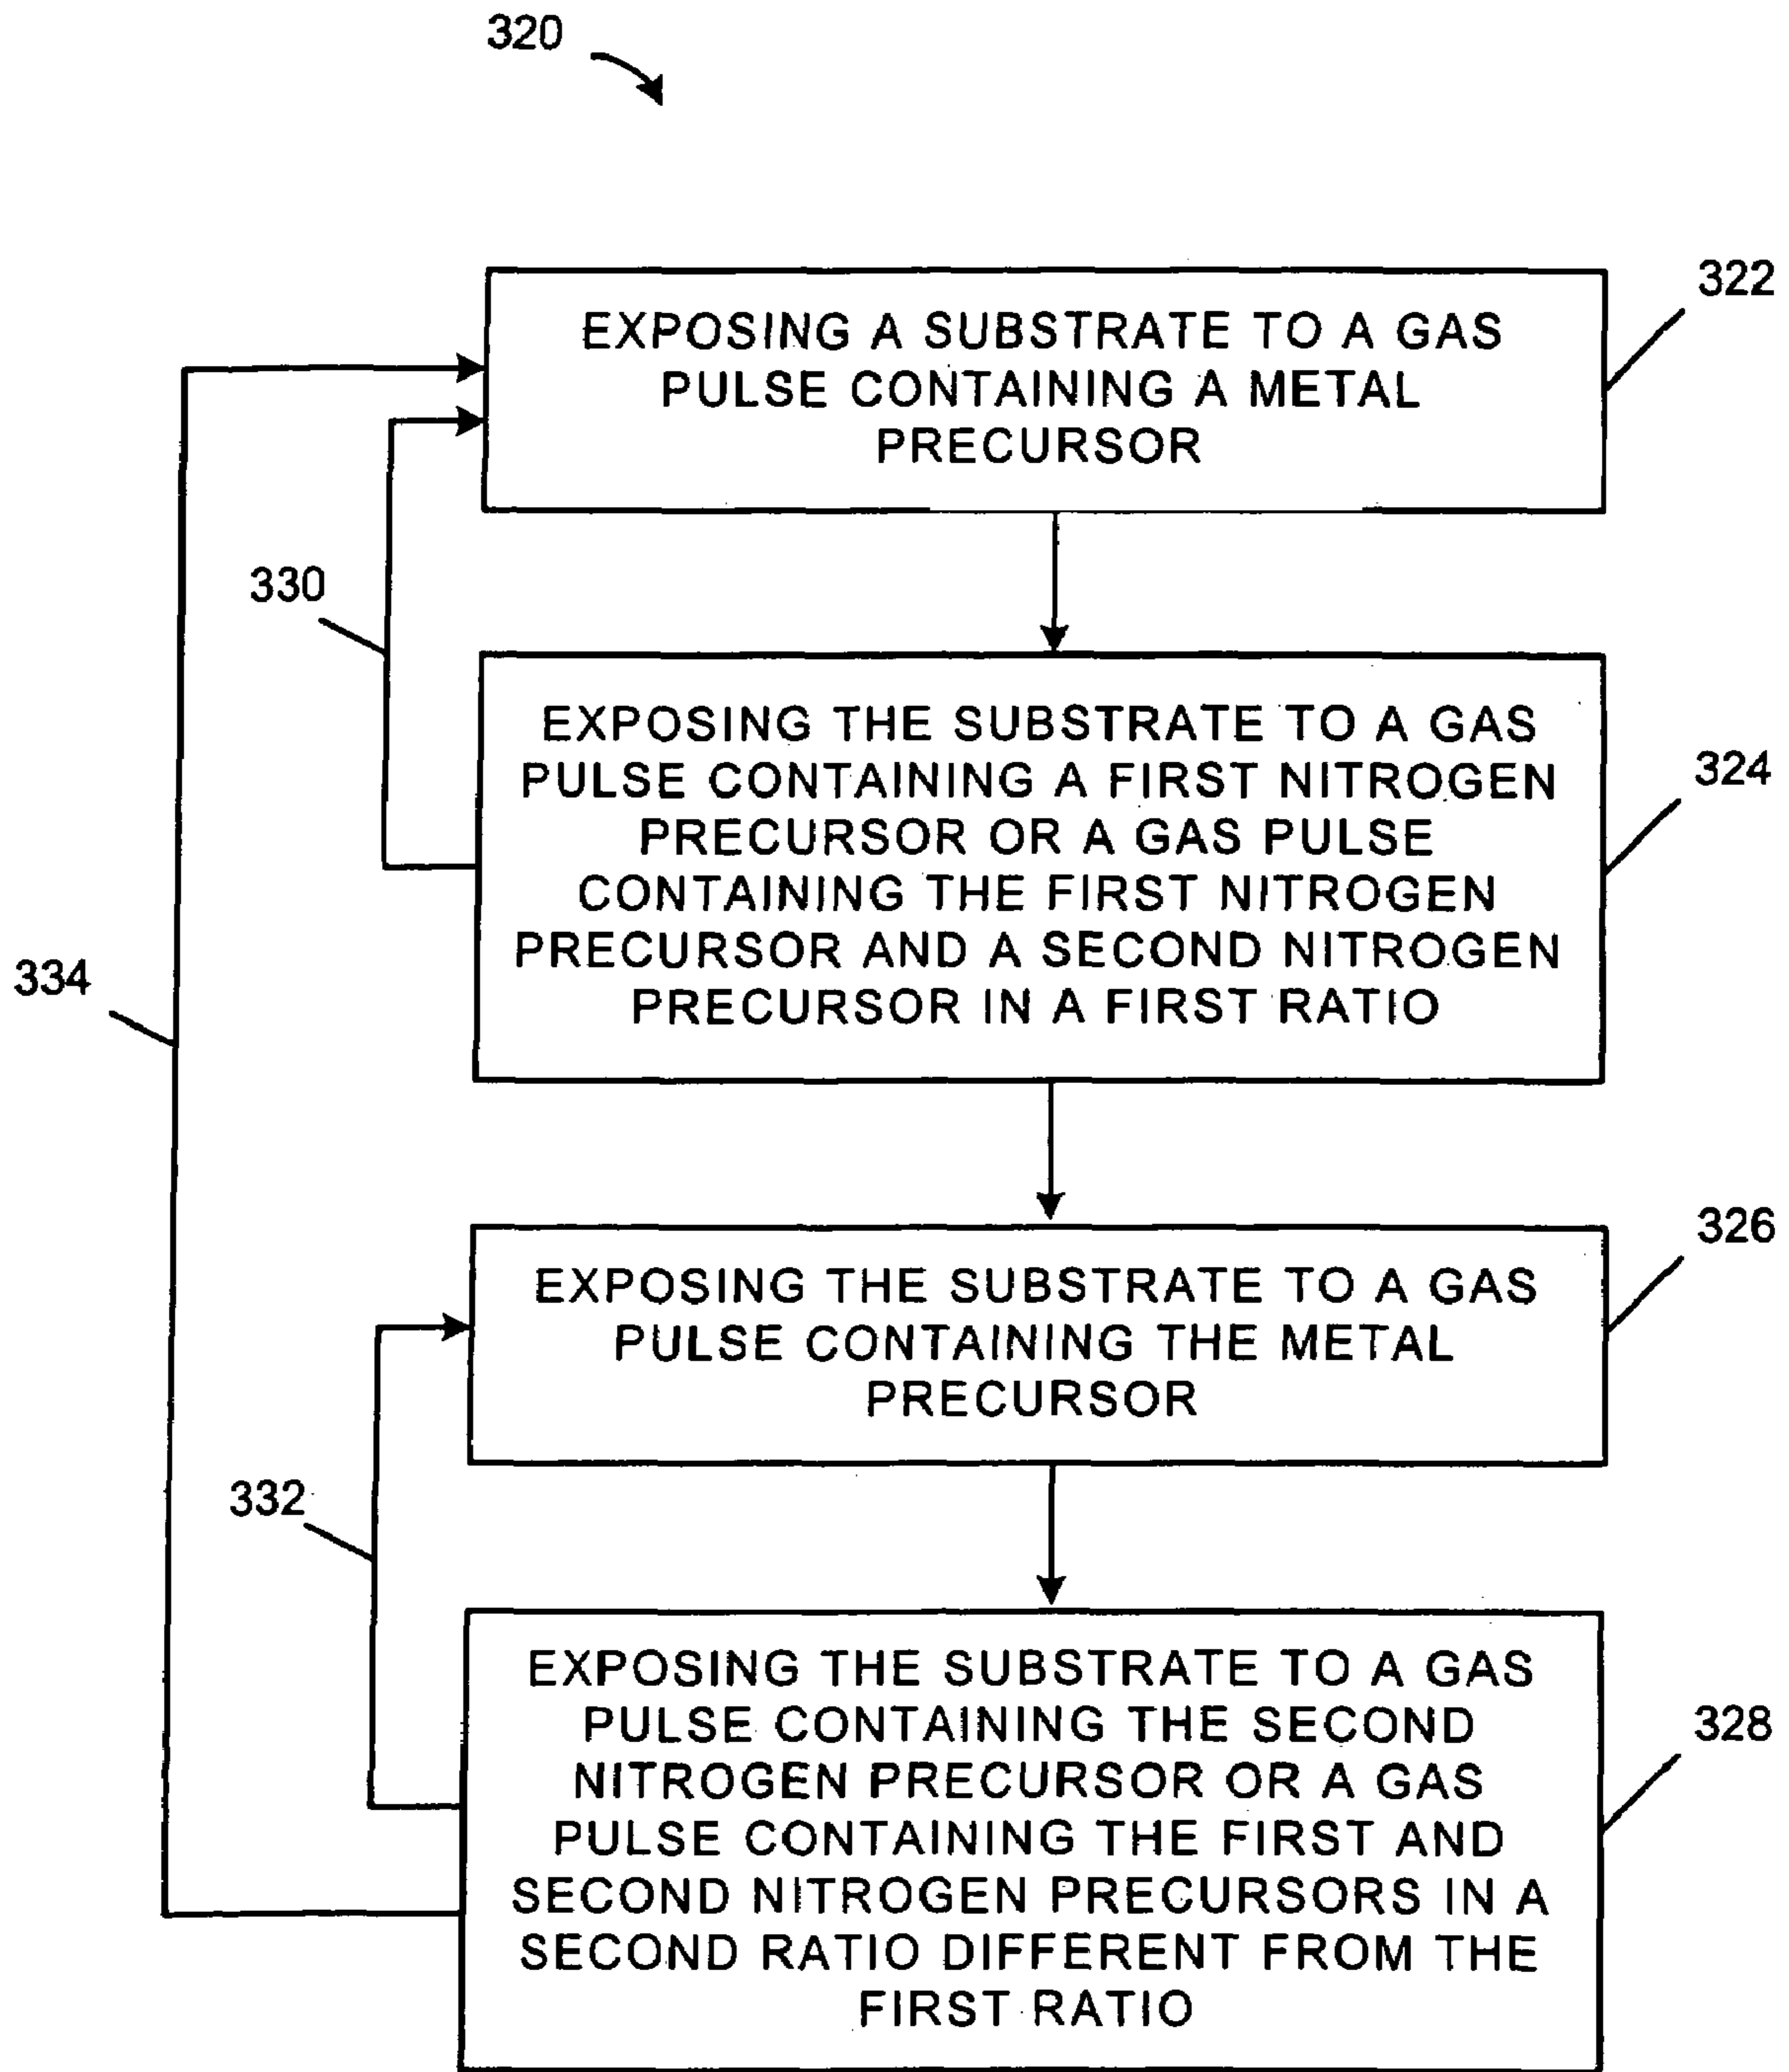 320
322
EXPOSING A SUBSTRATE TO A GAS
PULSE CONTAINING A METAL
PRECURSOR
330
324
EXPOSING THE SUBSTRATE TO A GAS
PULSE CONTAINING A FIRST NITROGEN
PRECURSOR OR A GAS PULSE
CONTAINING THE FIRST NITROGEN
PRECURSOR AND A SECOND NITROGEN
PRECURSOR IN A FIRST RATIO
334
326
EXPOSING THE SUBSTRATE TO A GAS
PULSE CONTAINING THE METAL
PRECURSOR
332
328
EXPOSING THE SUBSTRATE TO A GAS
PULSE CONTAINING THE SECOND
NITROGEN PRECURSOR OR A GAS
PULSE CONTAINING THE FIRST AND
SECOND NITROGEN PRECURSORS IN A
SECOND RATIO DIFFERENT FROM THE
FIRST RATIO